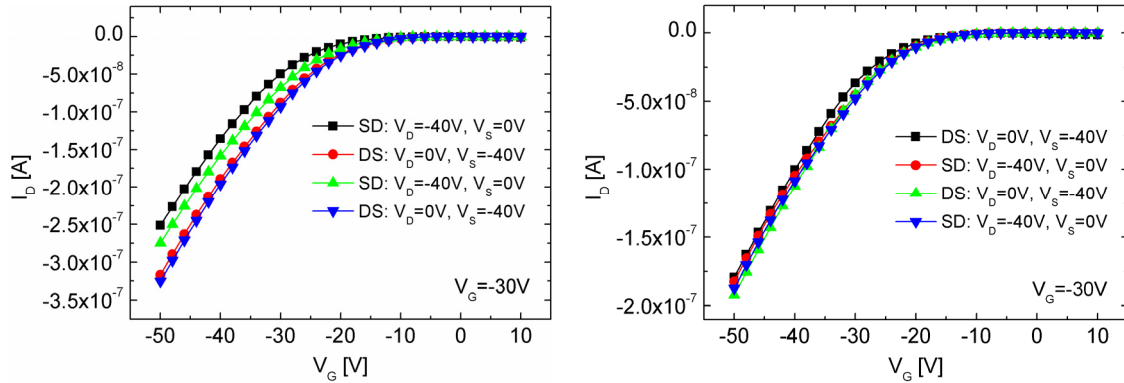 0.0
-5.0x10⁻⁸
-1.0x10⁻⁷
-1.5x10⁻⁷
-2.0x10⁻⁷
-2.5x10⁻⁷
-3.0x10⁻⁷
-3.5x10⁻⁷
I_D [A]
SD: V_D=-40V, V_S=0V
DS: V_D=0V, V_S=-40V
SD: V_D=-40V, V_S=0V
DS: V_D=0V, V_S=-40V
V_G=-30V
-50 -40 -30 -20 -10 0 10
V_G [V]
0.0
-5.0x10⁻⁸
-1.0x10⁻⁷
-1.5x10⁻⁷
-2.0x10⁻⁷
I_D [A]
DS: V_D=0V, V_S=-40V
SD: V_D=-40V, V_S=0V
DS: V_D=0V, V_S=-40V
SD: V_D=-40V, V_S=0V
V_G=-30V
-50 -40 -30 -20 -10 0 10
V_G [V]